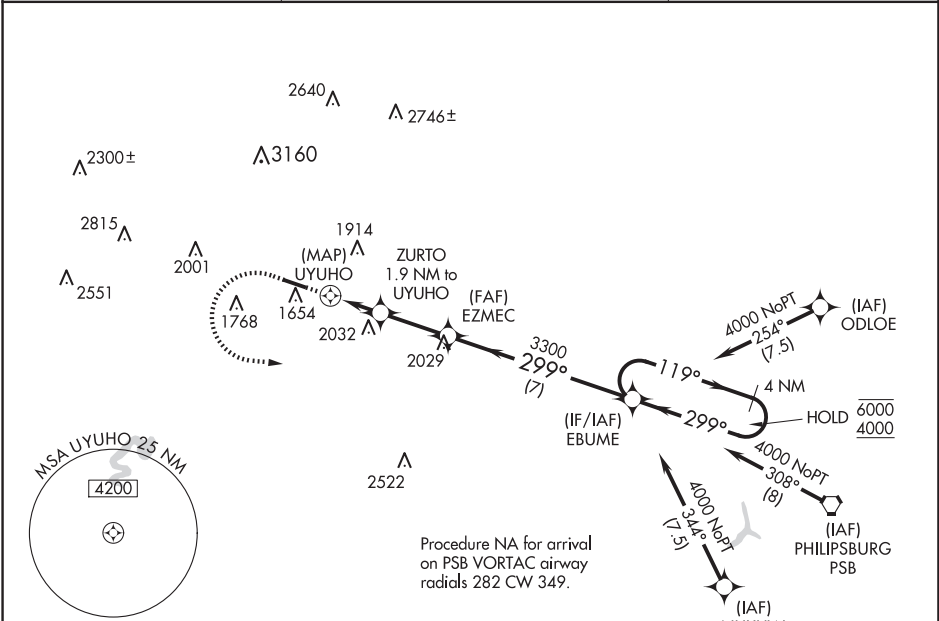 2640
2746±
3160
2300±
2815
2001
2551
1914
(MAP)
UYUHO
ZURTO
1.9 NM to
UYUHO
(FAF)
EZMEC
1768
1654
2032
2029
3300
299°
(7)
4000 NoPT
254°
(7.5)
(IAF)
ODLOE
119°
4 NM
299°
HOLD
6000
4000
(IF/IAF)
EBUME
4000 NoPT
308°
(8)
(IAF)
PHILIPSBURG
PSB
4000 NoPT
344°
(7.5)
(IAF)
2522
MSA UYUHO 25 NM
4200
Procedure NA for arrival
on PSB VORTAC airway
radials 282 CW 349.